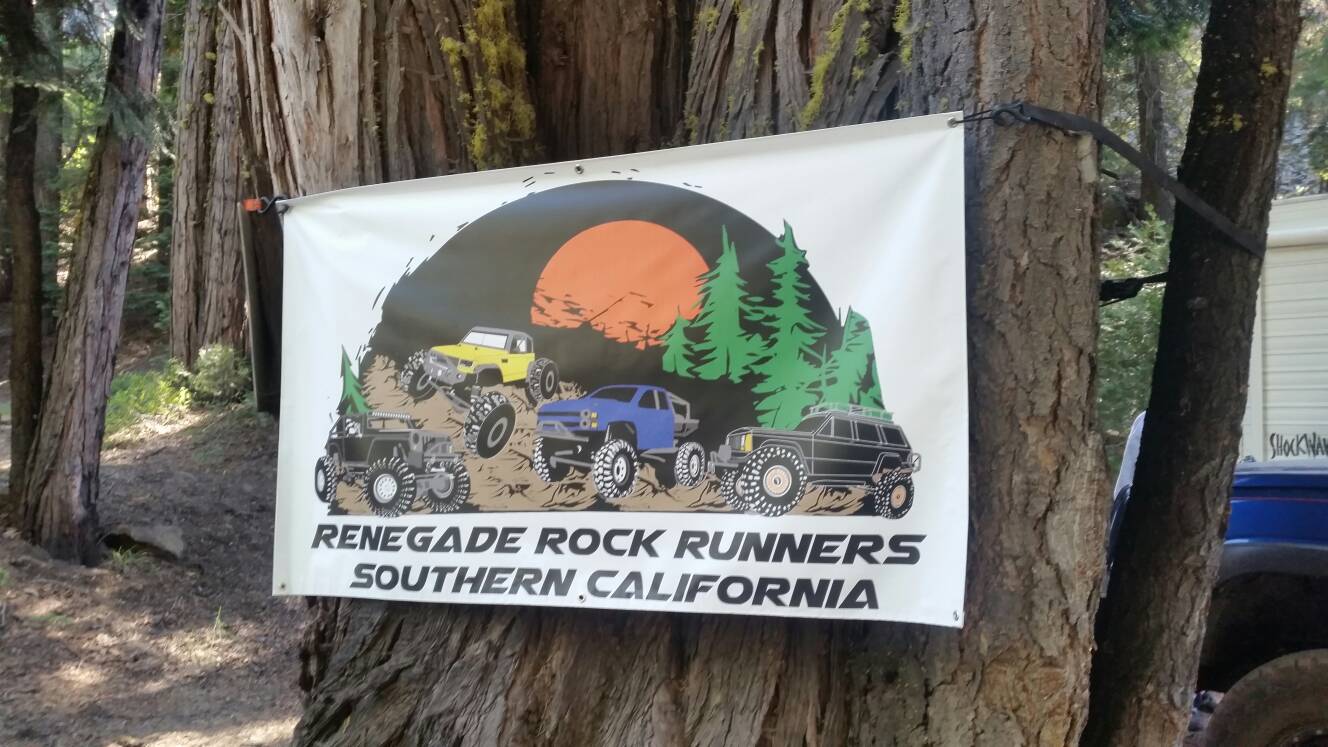 RENEGADE ROCK RUNNERS
SOUTHERN CALIFORNIA